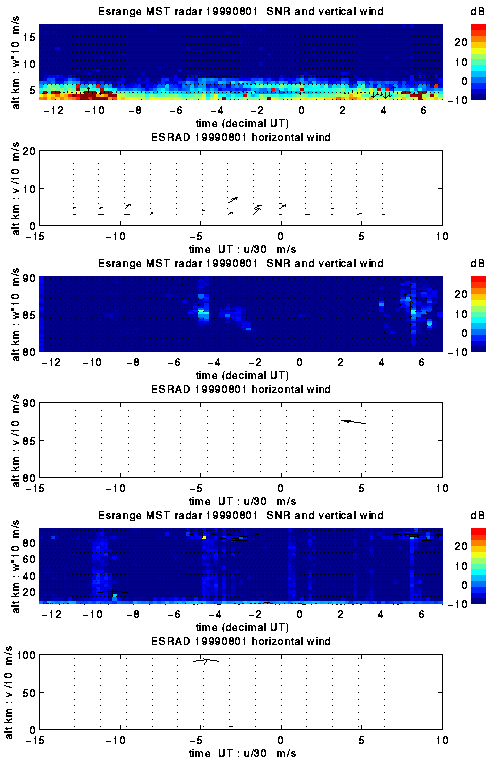 Esrange MST radar 19990801 SNR and vertical wind
dB
alt km : w*10 m/s
15
10
5
20
10
0
−10
−12 −10 −8 −6 −4 −2 0 2 4 6
time (decimal UT)
ESRAD 19990801 horizontal wind
alt km : v/10 m/s
20
10
0
−15 −10 −5 0 5 10
time UT : u/30 m/s
Esrange MST radar 19990801 SNR and vertical wind
dB
alt km : w*10 m/s
90
85
80
20
10
0
−10
−12 −10 −8 −6 −4 −2 0 2 4 6
time (decimal UT)
ESRAD 19990801 horizontal wind
alt km : v/10 m/s
90
85
80
−15 −10 −5 0 5 10
time UT : u/30 m/s
Esrange MST radar 19990801 SNR and vertical wind
dB
alt km : w*10 m/s
80
60
40
20
20
10
0
−10
−12 −10 −8 −6 −4 −2 0 2 4 6
time (decimal UT)
ESRAD 19990801 horizontal wind
alt km : v/10 m/s
100
50
0
−15 −10 −5 0 5 10
time UT : u/30 m/s